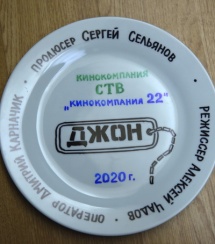 ПРОДЮСЕР СЕРГЕЙ СЕЛЬЯНОВ
РЕЖИССЕР АЛЕКСЕЙ ЧАДОВ
ОПЕРАТОР ДМИТРИЙ КАРНАЧИК
КИНОКОМПАНИЯ
СТВ
„КИНОКОМПАНИЯ 22"
ДЖОН
2020 г.